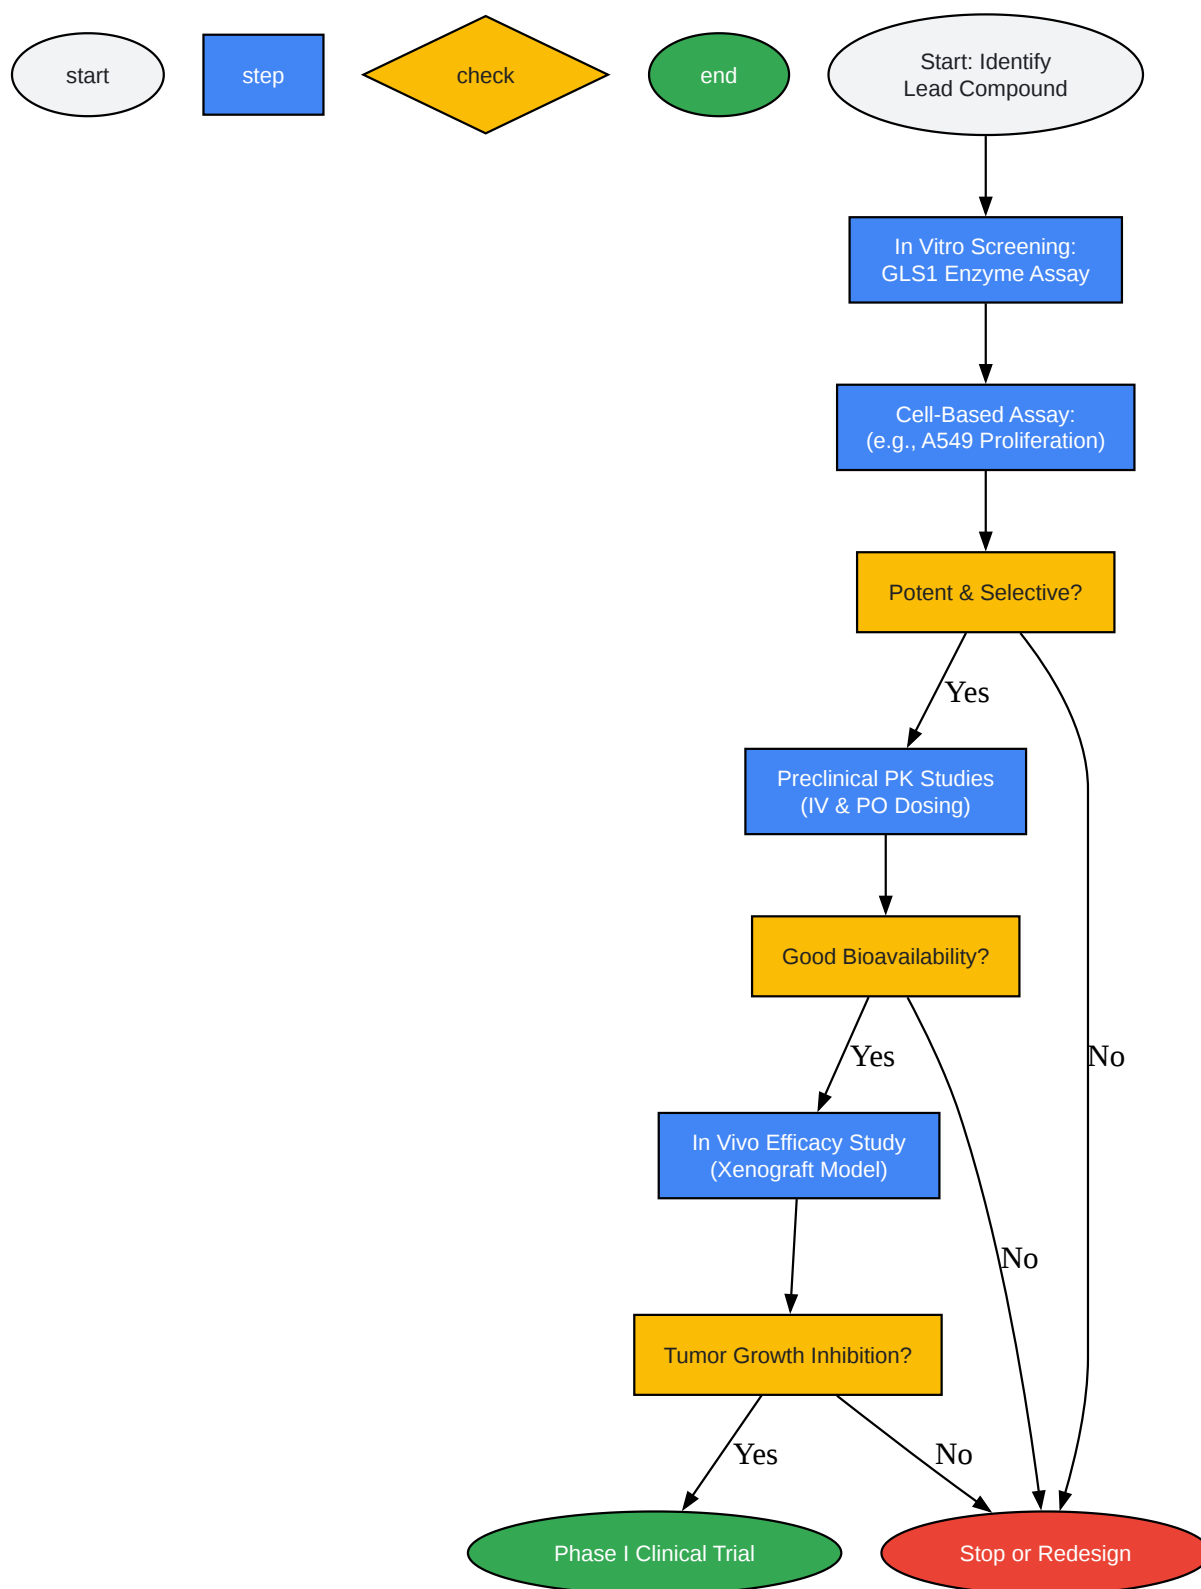 start
step
check
end
Start: Identify
Lead Compound
In Vitro Screening:
GLS1 Enzyme Assay
Cell-Based Assay:
(e.g., A549 Proliferation)
Potent & Selective?
Yes
Preclinical PK Studies
(IV & PO Dosing)
Good Bioavailability?
Yes
No
In Vivo Efficacy Study
(Xenograft Model)
No
Tumor Growth Inhibition?
Yes
No
Phase I Clinical Trial
Stop or Redesign